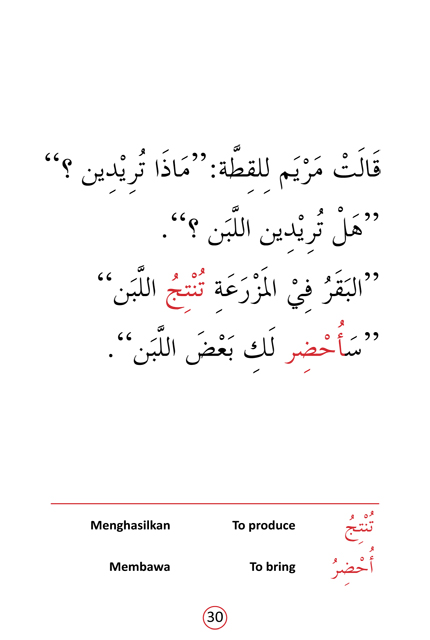 قَالَتْ مَرْيَم لِلقِطَّة: ”مَاذَا تُرِيْدِين ؟“
”هَلْ تُرِيْدِين اللَّبَن ؟“.
”البَقَرُ فِيْ المَزْرَعَةِ تُنْتِجُ اللَّبَن“
”سَأُحْضِر لَكِ بَعْضَ اللَّبَن“.
Menghasilkan To produce تُنْتِجُ
Membawa To bring أُحْضِرُ
30